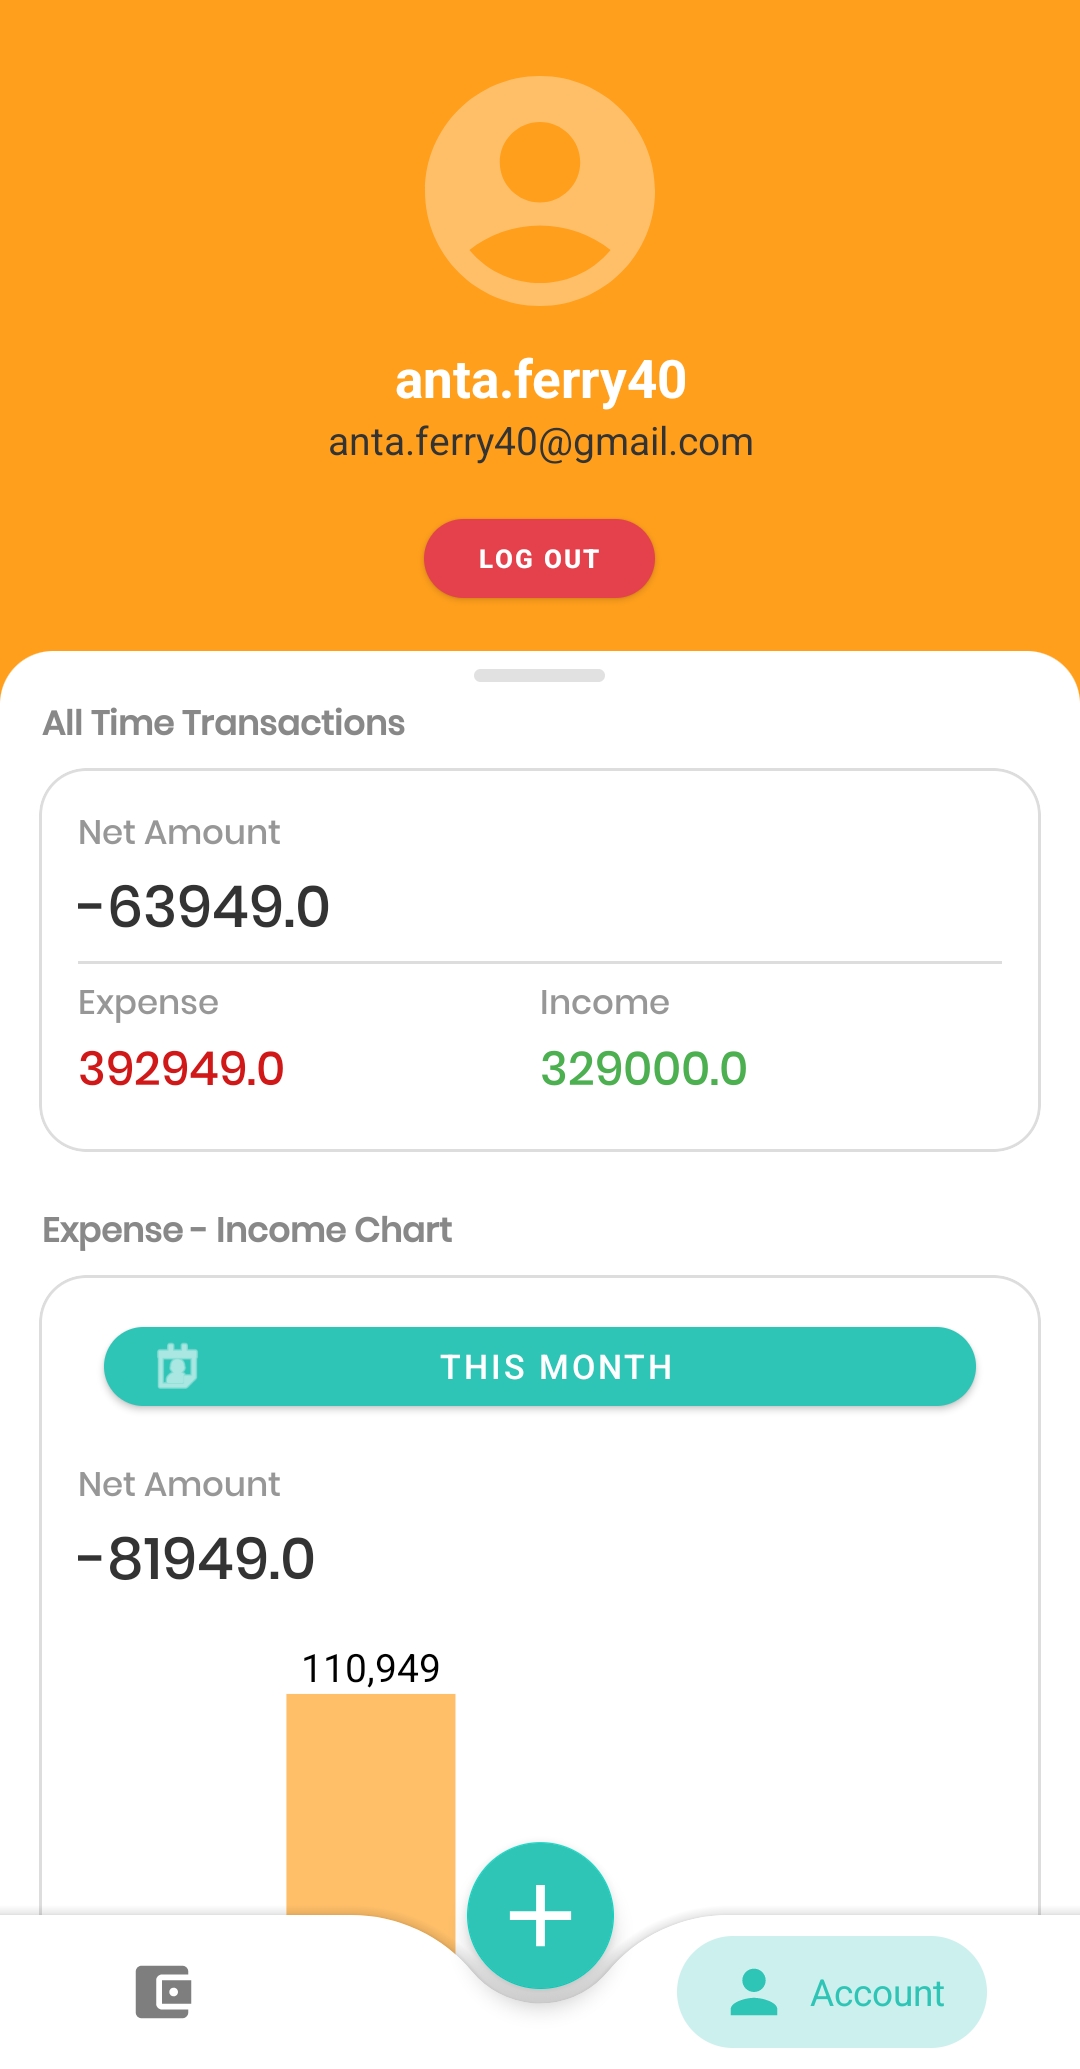 anta.ferry40
anta.ferry40@gmail.com
LOG OUT
All Time Transactions
Net Amount
-63949.0
Expense
Income
392949.0
329000.0
Expense - Income Chart
THIS MONTH
Net Amount
-81949.0
110,949
Account